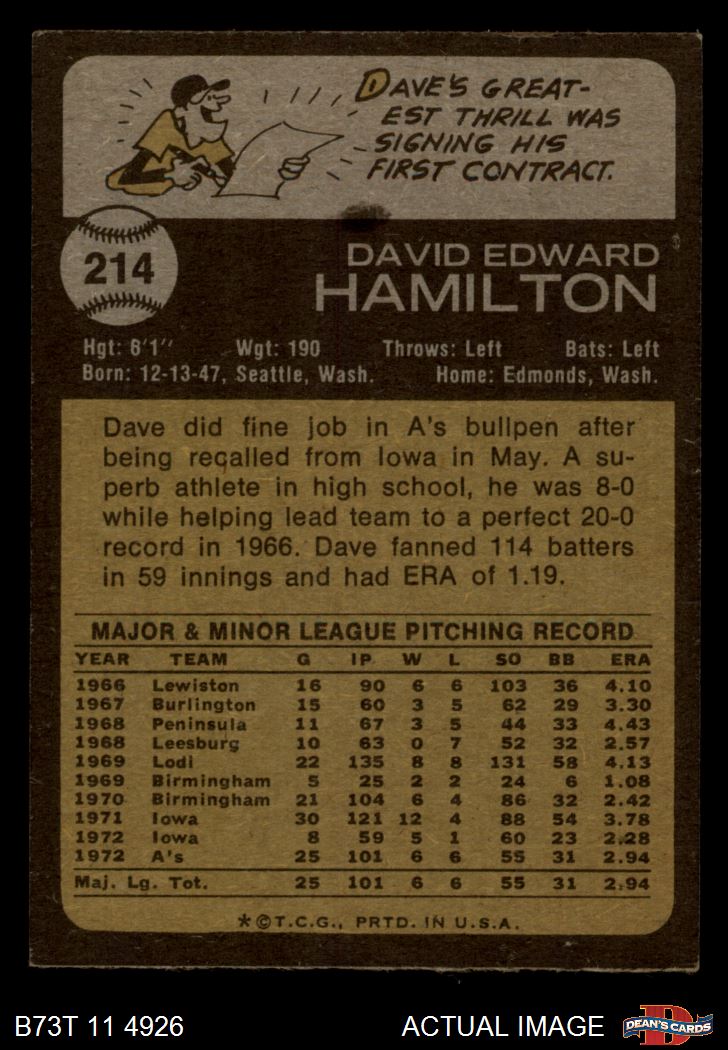 DAVE'S GREAT-
EST THRILL WAS
SIGNING HIS
FIRST CONTRACT.
214
DAVID EDWARD
HAMILTON
Hgt: 6'1" Wgt: 190 Throws: Left Bats: Left
Born: 12-13-47, Seattle, Wash. Home: Edmonds, Wash.
Dave did fine job in A's bullpen after
being recalled from Iowa in May. A su-
perb athlete in high school, he was 8-0
while helping lead team to a perfect 20-0
record in 1966. Dave fanned 114 batters
in 59 innings and had ERA of 1.19.
MAJOR & MINOR LEAGUE PITCHING RECORD
YEAR TEAM G IP W L SO BB ERA
1966 Lewiston 16 90 6 6 103 36 4.10
1967 Burlington 15 60 3 5 62 29 3.30
1968 Peninsula 11 67 3 5 44 33 4.43
1968 Leesburg 10 63 0 7 52 32 2.57
1969 Lodi 22 135 8 8 131 58 4.13
1969 Birmingham 5 25 2 2 24 6 1.08
1970 Birmingham 21 104 6 4 86 32 2.42
1971 Iowa 30 121 12 4 88 54 3.78
1972 Iowa 8 59 5 1 60 23 2.28
1972 A's 25 101 6 6 55 31 2.94
Maj. Lg. Tot. 25 101 6 6 55 31 2.94
*©T.C.G., PRTD. IN U.S.A.
B73T 11 4926 ACTUAL IMAGE D DEAN'S CARDS